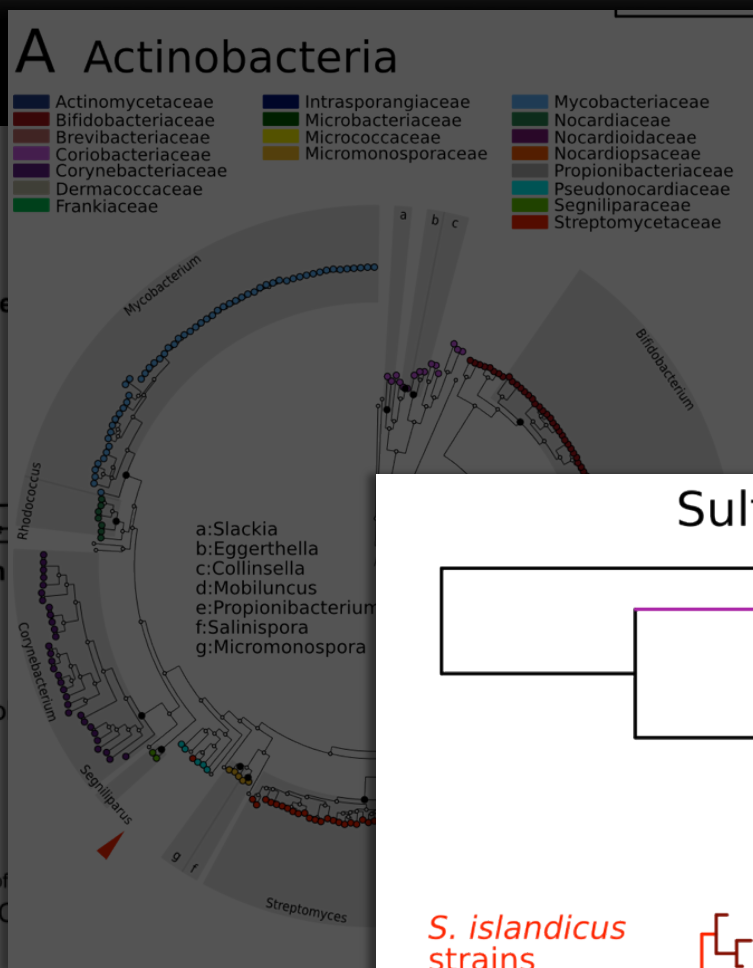 A Actinobacteria
Actinomycetaceae
Bifidobacteriaceae
Brevibacteriaceae
Coriobacteriaceae
Corynebacteriaceae
Dermacoccaceae
Frankiaceae
Intrasporangiaceae
Microbacteriaceae
Micrococcaceae
Micromonosporaceae
Mycobacteriaceae
Nocardiaceae
Nocardioidaceae
Nocardiopsaceae
Propionibacteriaceae
Pseudonocardiaceae
Segniliparaceae
Streptomycetaceae
a
b
c
Mycobacterium
Bifidobacterium
Rhodococcus
a:Slackia
b:Eggerthella
c:Collinsella
d:Mobiluncus
e:Propionibacterium
f:Salinispora
g:Micromonospora
Corynebacterium
Segniliparus
g
f
Streptomyces
S. islandicus
strains